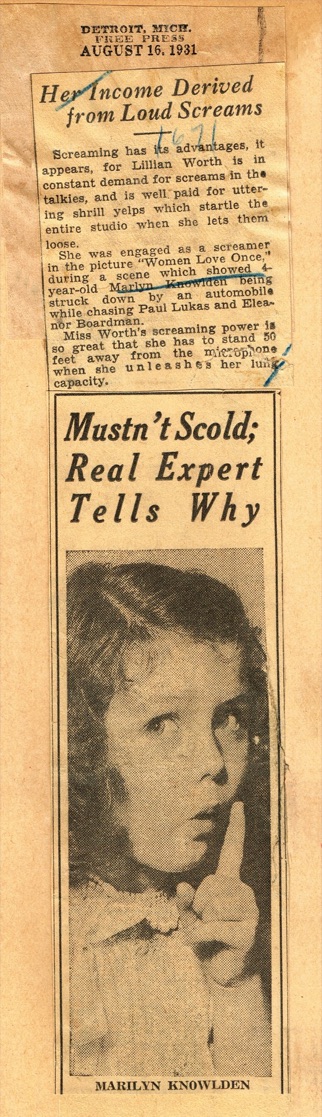 DETROIT, MICH.
FREE PRESS
AUGUST 16, 1931
Her Income Derived
from Loud Screams
1671
Screaming has its advantages, it
appears, for Lillian Worth is in
constant demand for screams in the
talkies, and is well paid for utter-
ing shrill yelps which startle the
entire studio when she lets them
loose.
She was engaged as a screamer
in the picture "Women Love Once,"
during a scene which showed 4-
year-old Marlyn Knowlden being
struck down by an automobile
while chasing Paul Lukas and Elea-
nor Boardman.
Miss Worth's screaming power is
so great that she has to stand 50
feet away from the microphone
when she unleashes her lung
capacity.
Mustn't Scold;
Real Expert
Tells Why
MARILYN KNOWLDEN